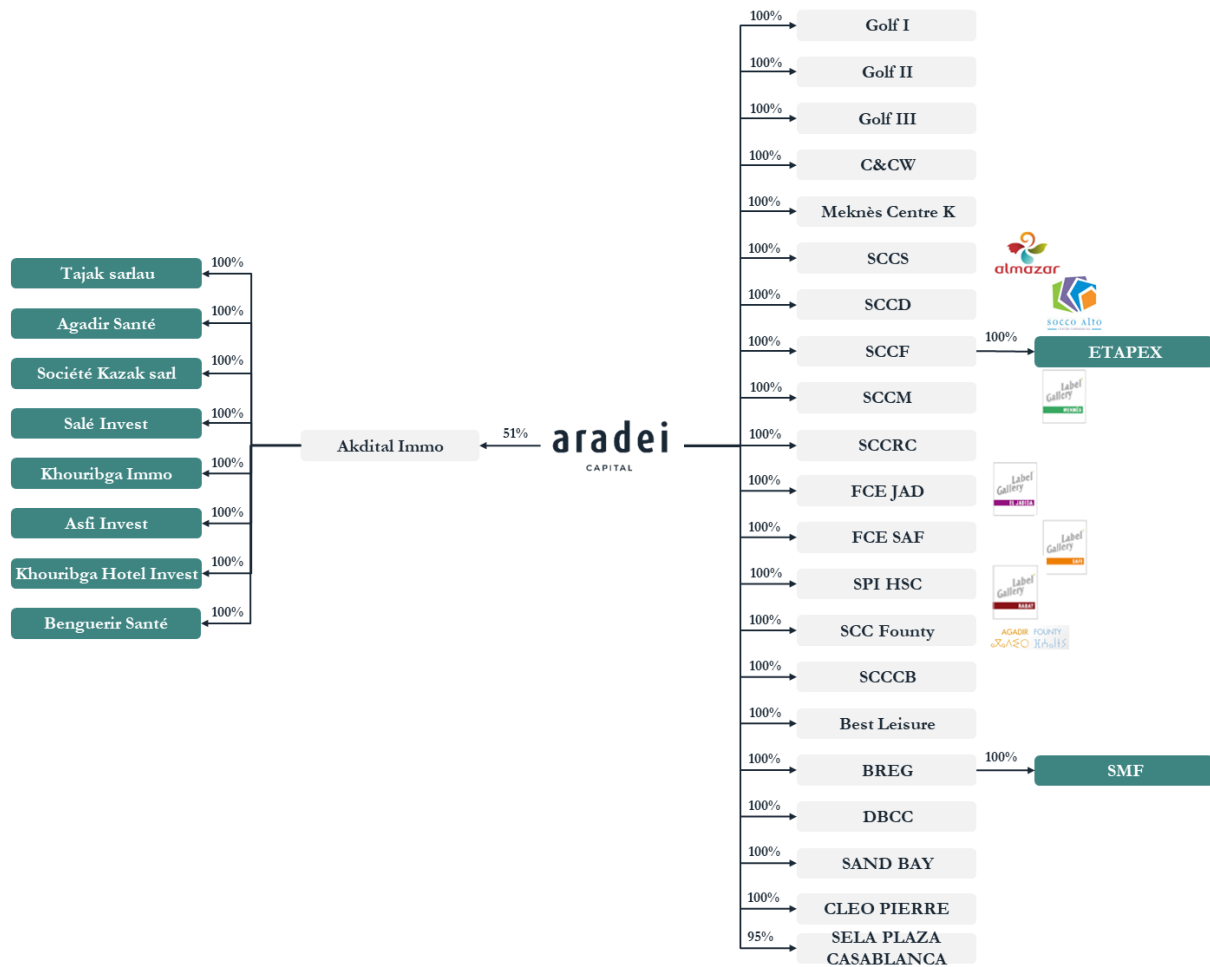 100%
Golf I
100%
Golf II
100%
Golf III
100%
C&CW
100%
Meknès Centre K
100%
SCCS
almazar
100%
SCCD
SOCCO ALTO
100%
SCCF
100%
ETAPEX
100%
SCCM
Label'
Gallery
MEKNÈS
100%
SCCRC
100%
FCE JAD
Label'
Gallery
EL JADIDA
100%
FCE SAF
Label'
Gallery
SAFI
100%
SPI HSC
Label'
Gallery
RABAT
100%
SCC Founty
AGADIR FOUNTY
100%
SCCCB
100%
Best Leisure
100%
BREG
100%
SMF
100%
DBCC
100%
SAND BAY
100%
CLEO PIERRE
95%
SELA PLAZA
CASABLANCA
aradei
CAPITAL
51%
Akdital Immo
100%
Tajak sarlau
100%
Agadir Santé
100%
Société Kazak sarl
100%
Salé Invest
100%
Khouribga Immo
100%
Asfi Invest
100%
Khouribga Hotel Invest
100%
Benguerir Santé